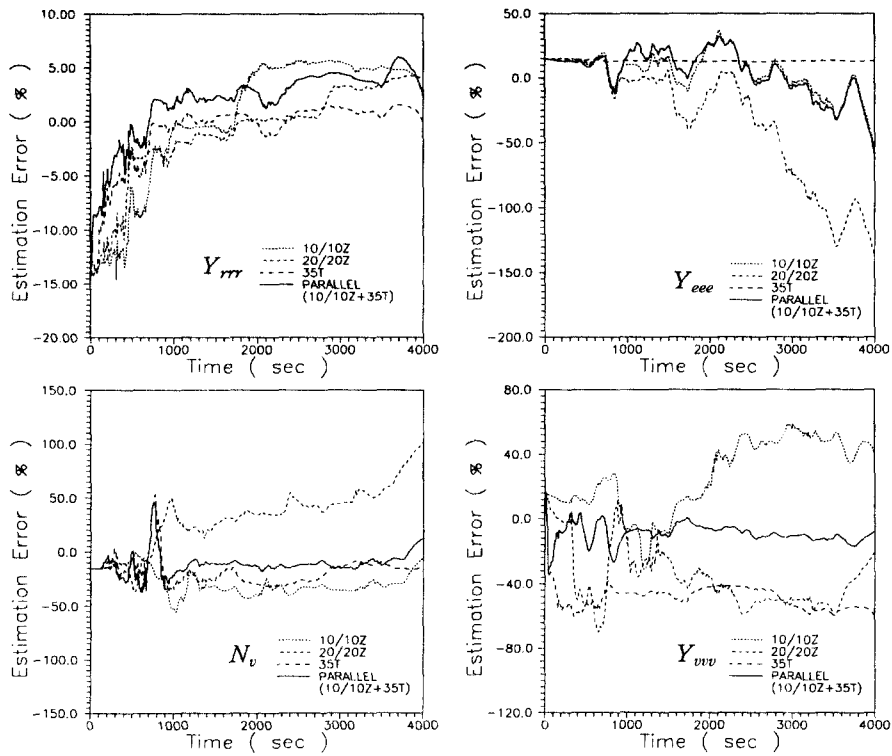 10.00
5.00
0.00
-5.00
-10.00
-15.00
-20.00
Estimation Error ( % )
0 1000 2000 3000 4000
Time ( sec )
Y_rrr
10/10Z
20/20Z
35T
PARALLEL
(10/10Z+35T)
50.0
0.0
-50.0
-100.0
-150.0
-200.0
Estimation Error ( % )
0 1000 2000 3000 4000
Time ( sec )
Y_eee
10/10Z
20/20Z
35T
PARALLEL
(10/10Z+35T)
150.0
100.0
50.0
0.0
-50.0
-100.0
-150.0
Estimation Error ( % )
0 1000 2000 3000 4000
Time ( sec )
N_v
10/10Z
20/20Z
35T
PARALLEL
(10/10Z+35T)
80.0
40.0
0.0
-40.0
-80.0
-120.0
Estimation Error ( % )
0 1000 2000 3000 4000
Time ( sec )
Y_vvv
10/10Z
20/20Z
35T
PARALLEL
(10/10Z+35T)